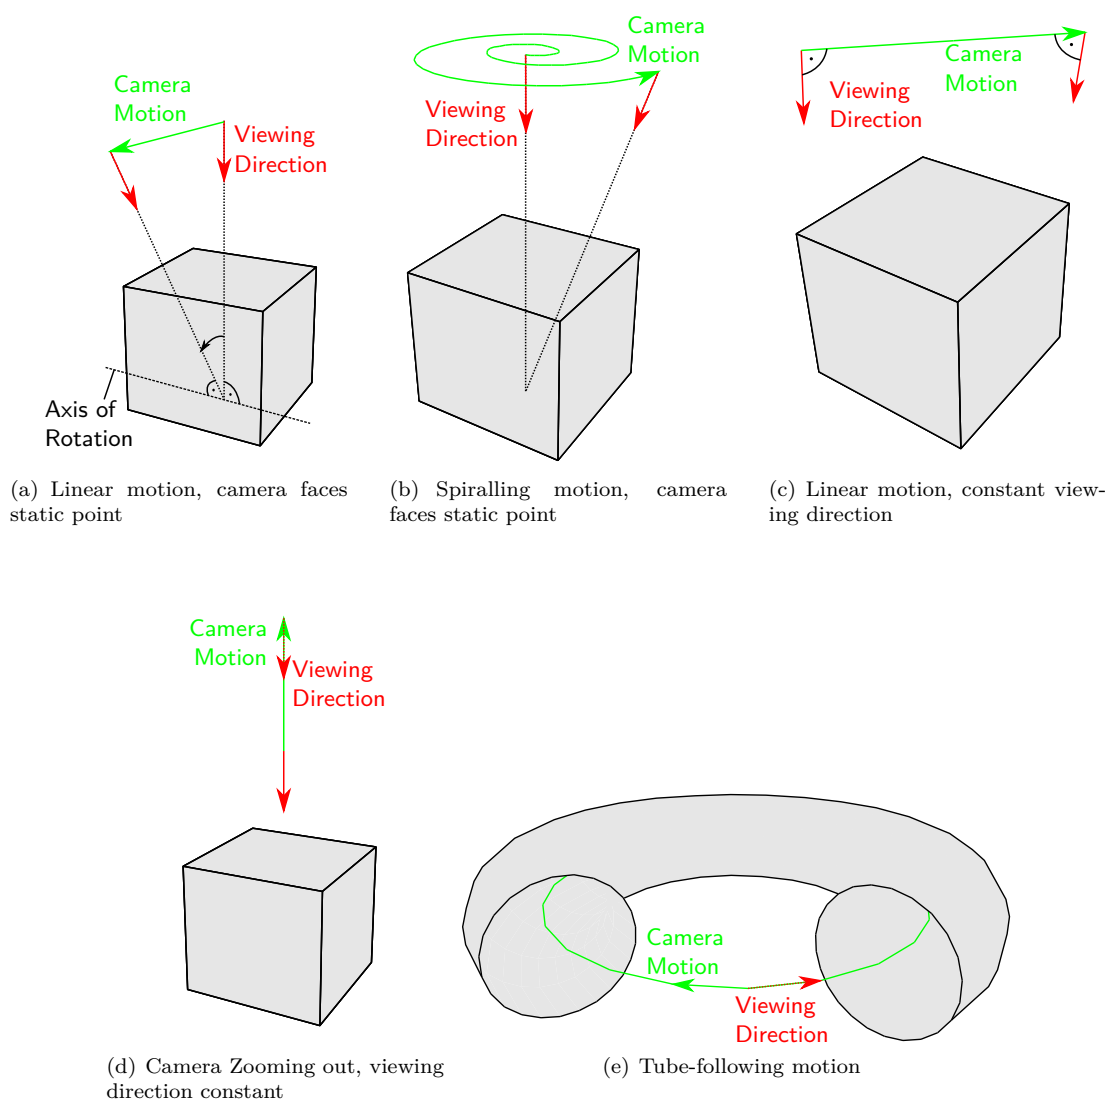 Camera
Motion
Viewing
Direction
Axis of
Rotation
(a) Linear motion, camera faces
static point
Camera
Motion
Viewing
Direction
(b) Spiralling motion, camera
faces static point
Camera
Motion
Viewing
Direction
(c) Linear motion, constant view-
ing direction
Camera
Motion
Viewing
Direction
(d) Camera Zooming out, viewing
direction constant
Camera
Motion
Viewing
Direction
(e) Tube-following motion